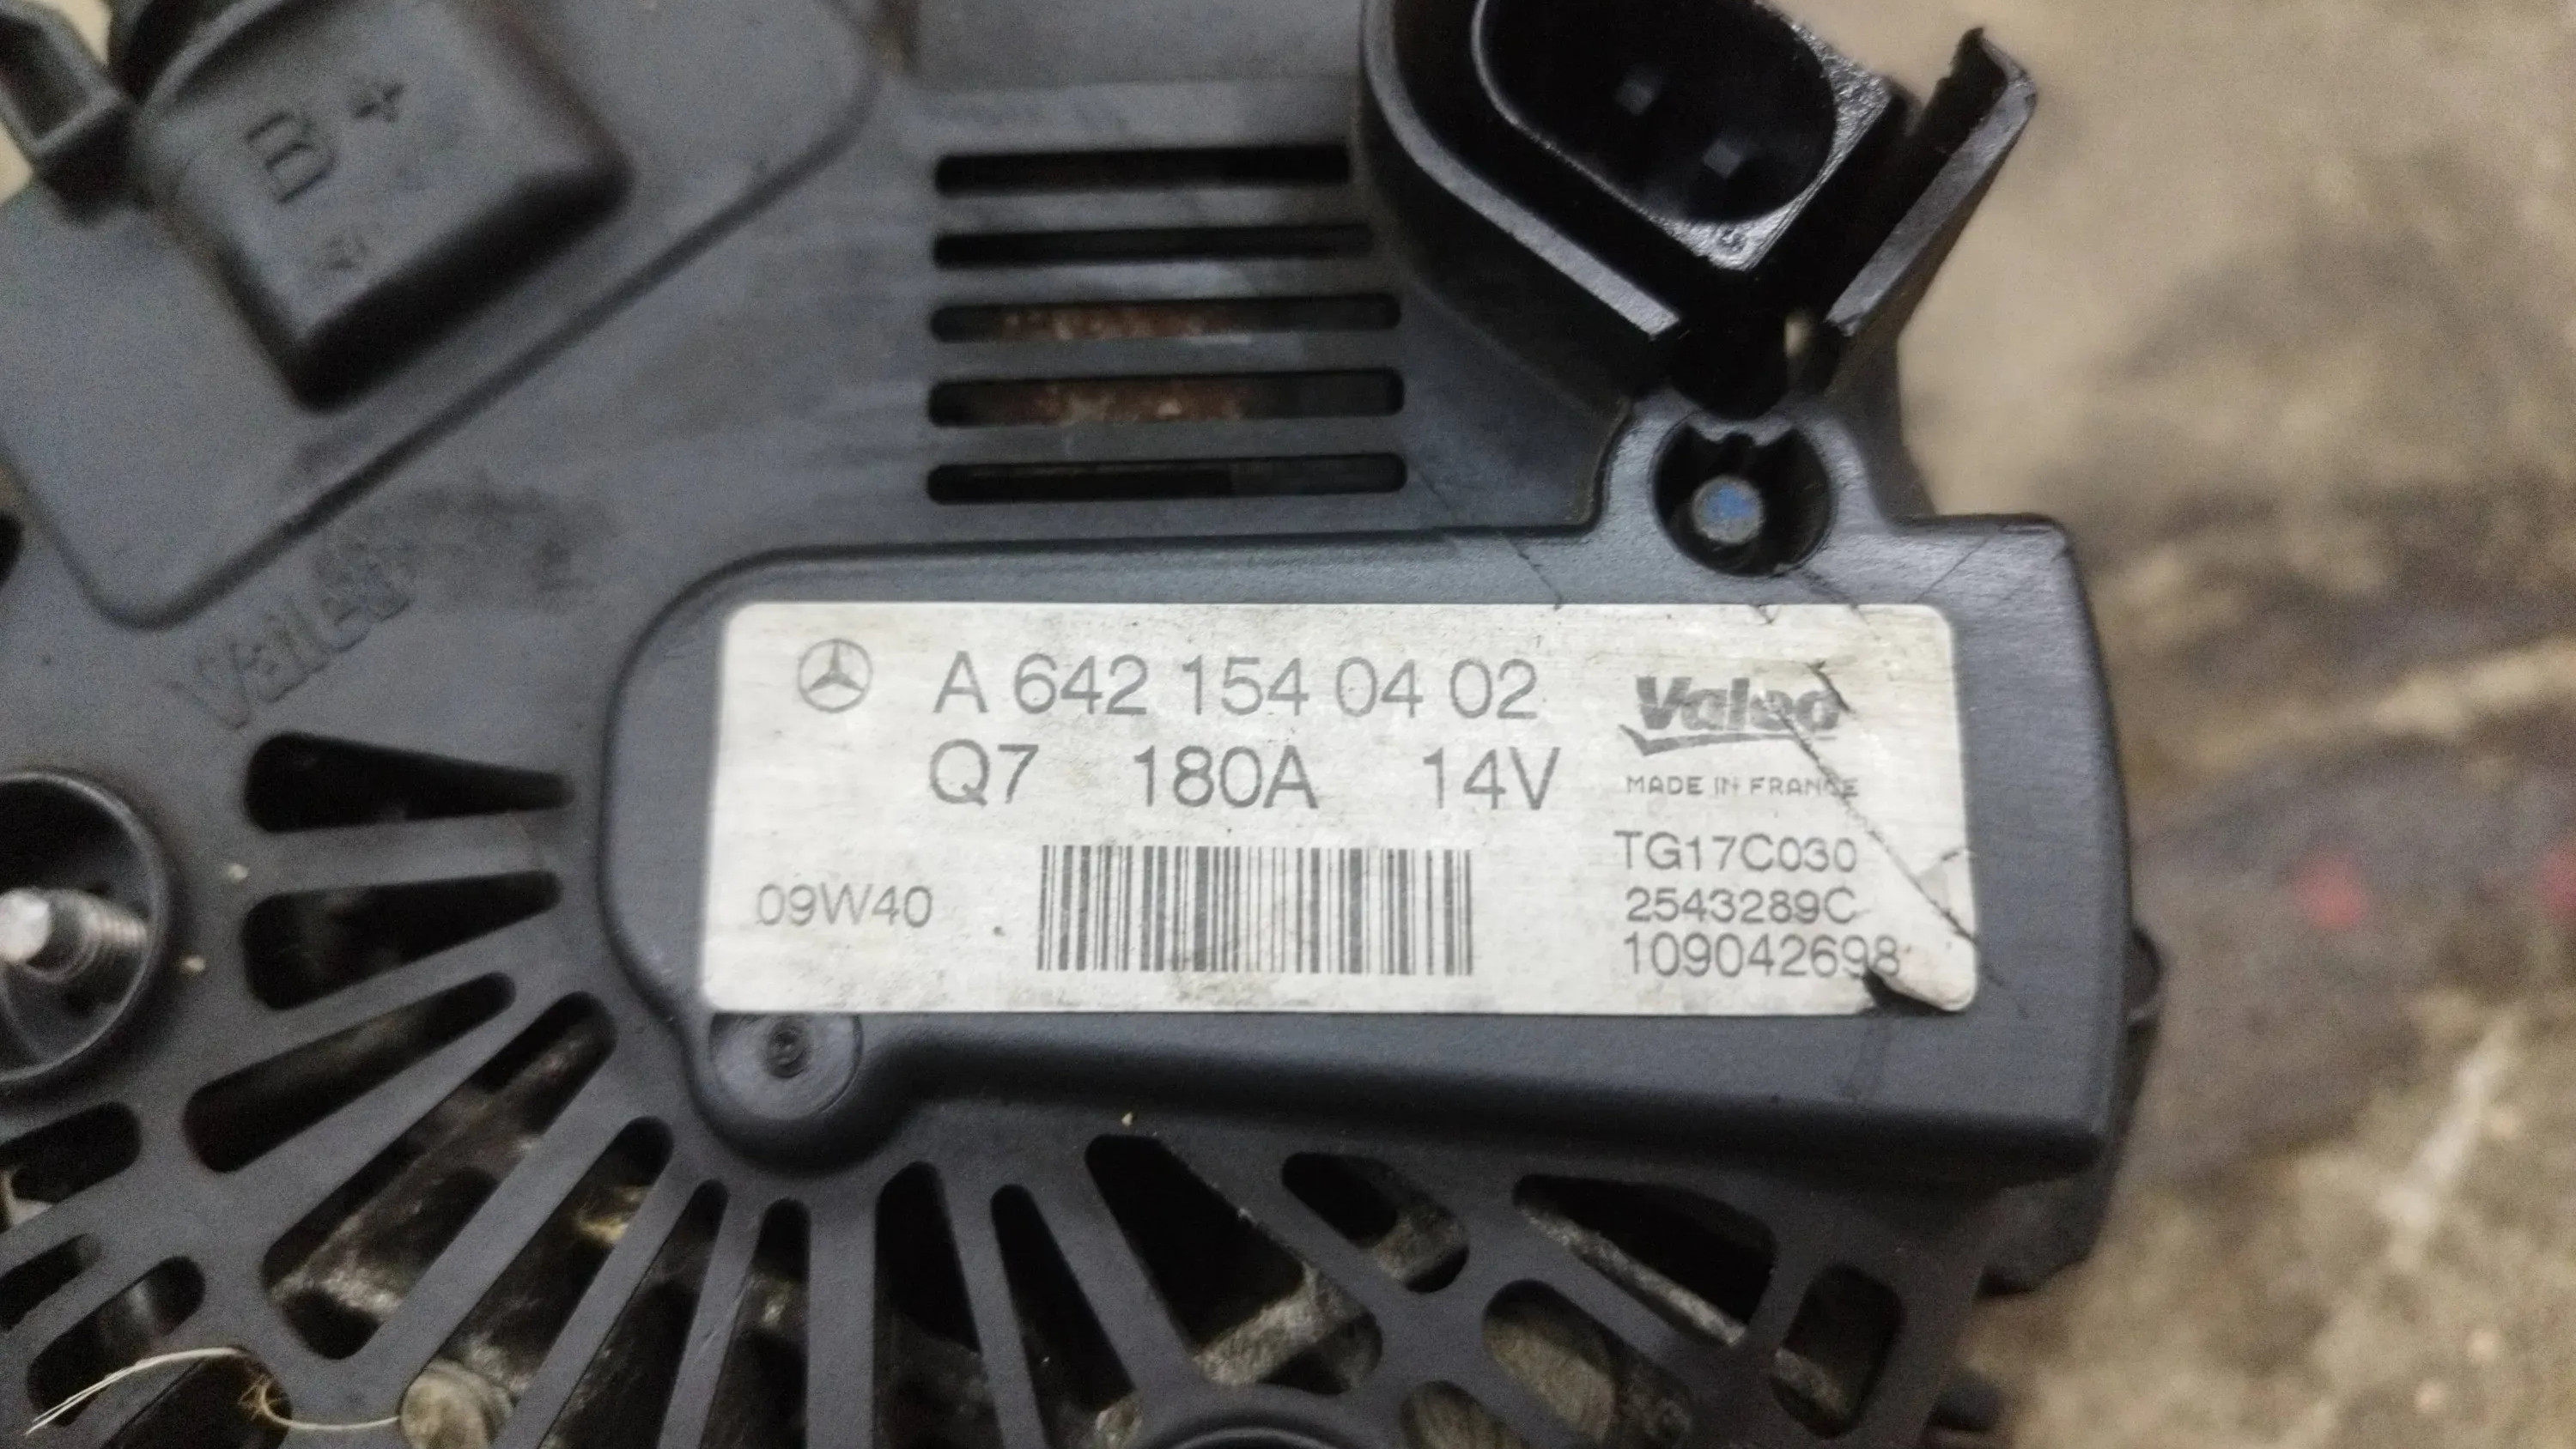 B+
Valeo
A 642 154 04 02
Valeo
Q7 180A 14V
MADE IN FRANCE
TG17C030
09W40
2543289C
109042698